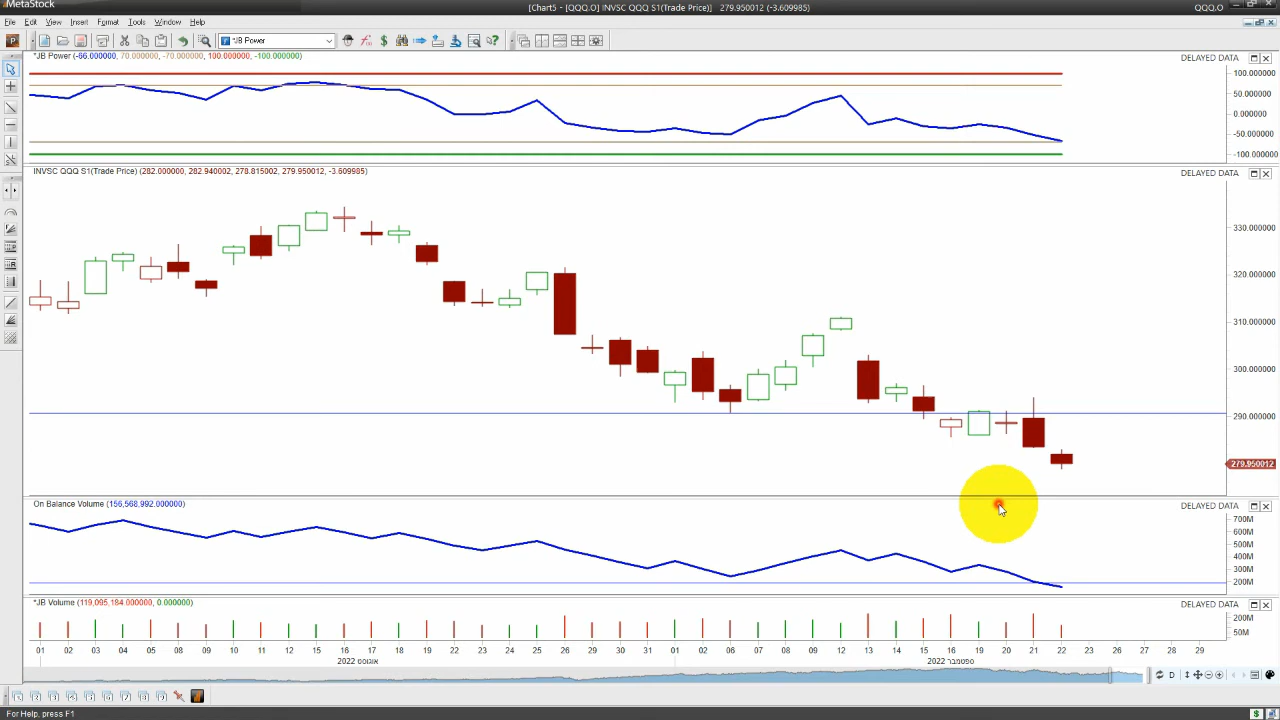 MetaStock
[Chart5 - [QQQ.O] INVSC QQQ S1(Trade Price)]   279.950012 (-3.609985)
QQQ.O
File Edit View Insert Format Tools Window Help
*JB Power
*JB Power (-66.000000, 70.000000, -70.000000, 100.000000, -100.000000)
DELAYED DATA
100.000000
50.000000
0.000000
-50.000000
-100.000000
INVSC QQQ S1(Trade Price) (282.000000, 282.940002, 278.815002, 279.950012, -3.609985)
DELAYED DATA
330.000000
320.000000
310.000000
300.000000
290.000000
279.950012
On Balance Volume (156,568,992.000000)
DELAYED DATA
700M
600M
500M
400M
300M
200M
*JB Volume (119,095,184.000000, 0.000000)
DELAYED DATA
200M
50M
01 02 03 04 05 08 09 10 11 12 15 16 17 18 19 22 23 24 25 26 29 30 31 01 02 06 07 08 09 12 13 14 15 16 19 20 21 22 23 26 27 28 29
אוגוסט 2022
ספטמבר 2022
D
For Help, press F1